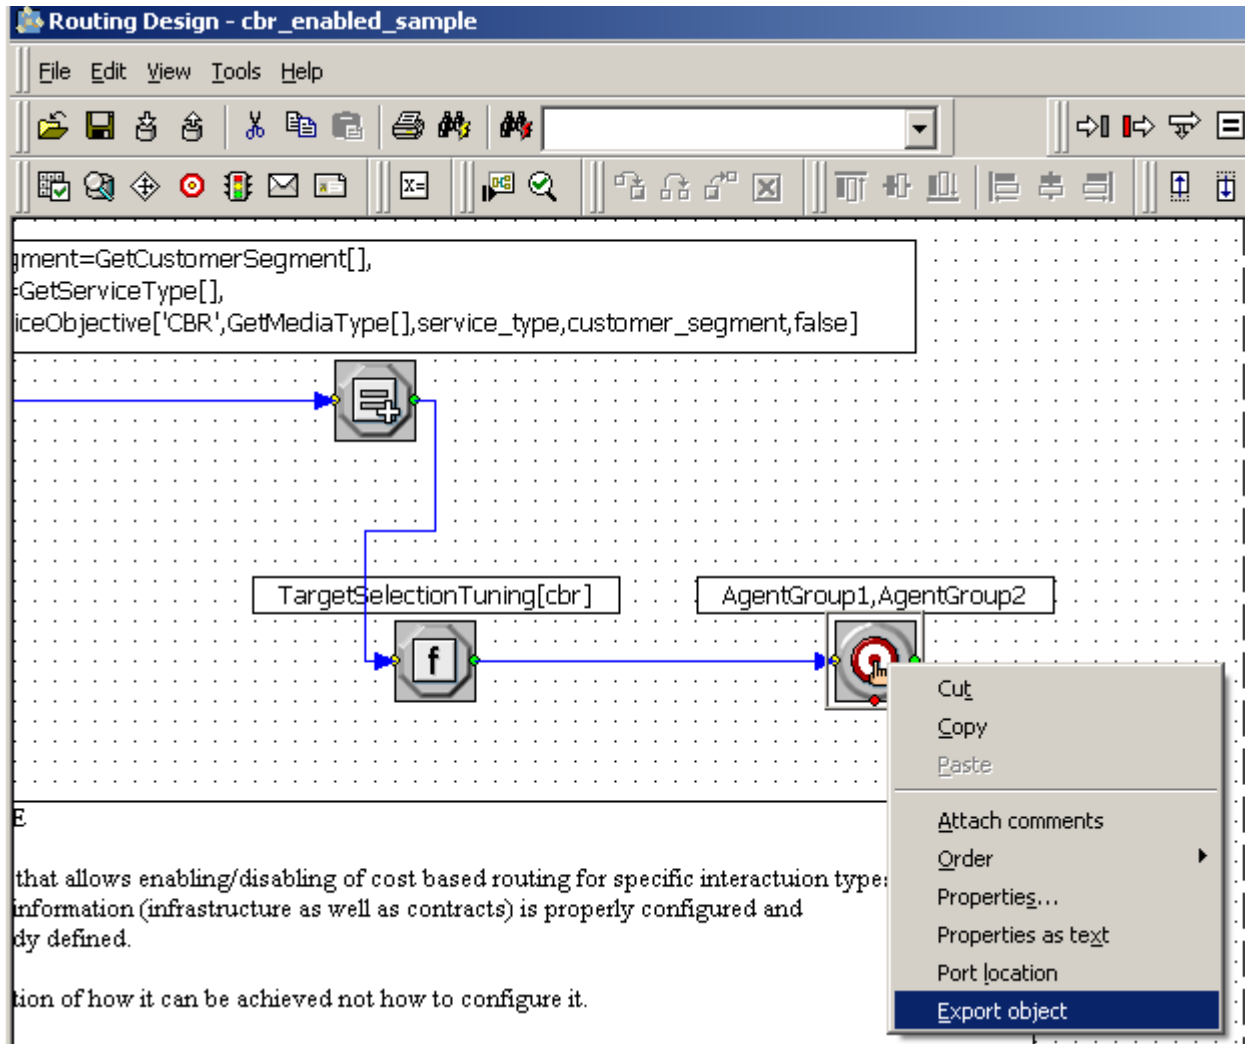 Routing Design - cbr_enabled_sample
File Edit View Tools Help
X=
gment=GetCustomerSegment[],
=GetServiceType[],
iceObjective['CBR',GetMediaType[],service_type,customer_segment,false]
TargetSelectionTuning[cbr]
AgentGroup1,AgentGroup2
f
Cut
Copy
Paste
Attach comments
Order
Properties...
Properties as text
Port location
Export object
E
that allows enabling/disabling of cost based routing for specific interactuion types
information (infrastructure as well as contracts) is properly configured and
dy defined.
tion of how it can be achieved not how to configure it.